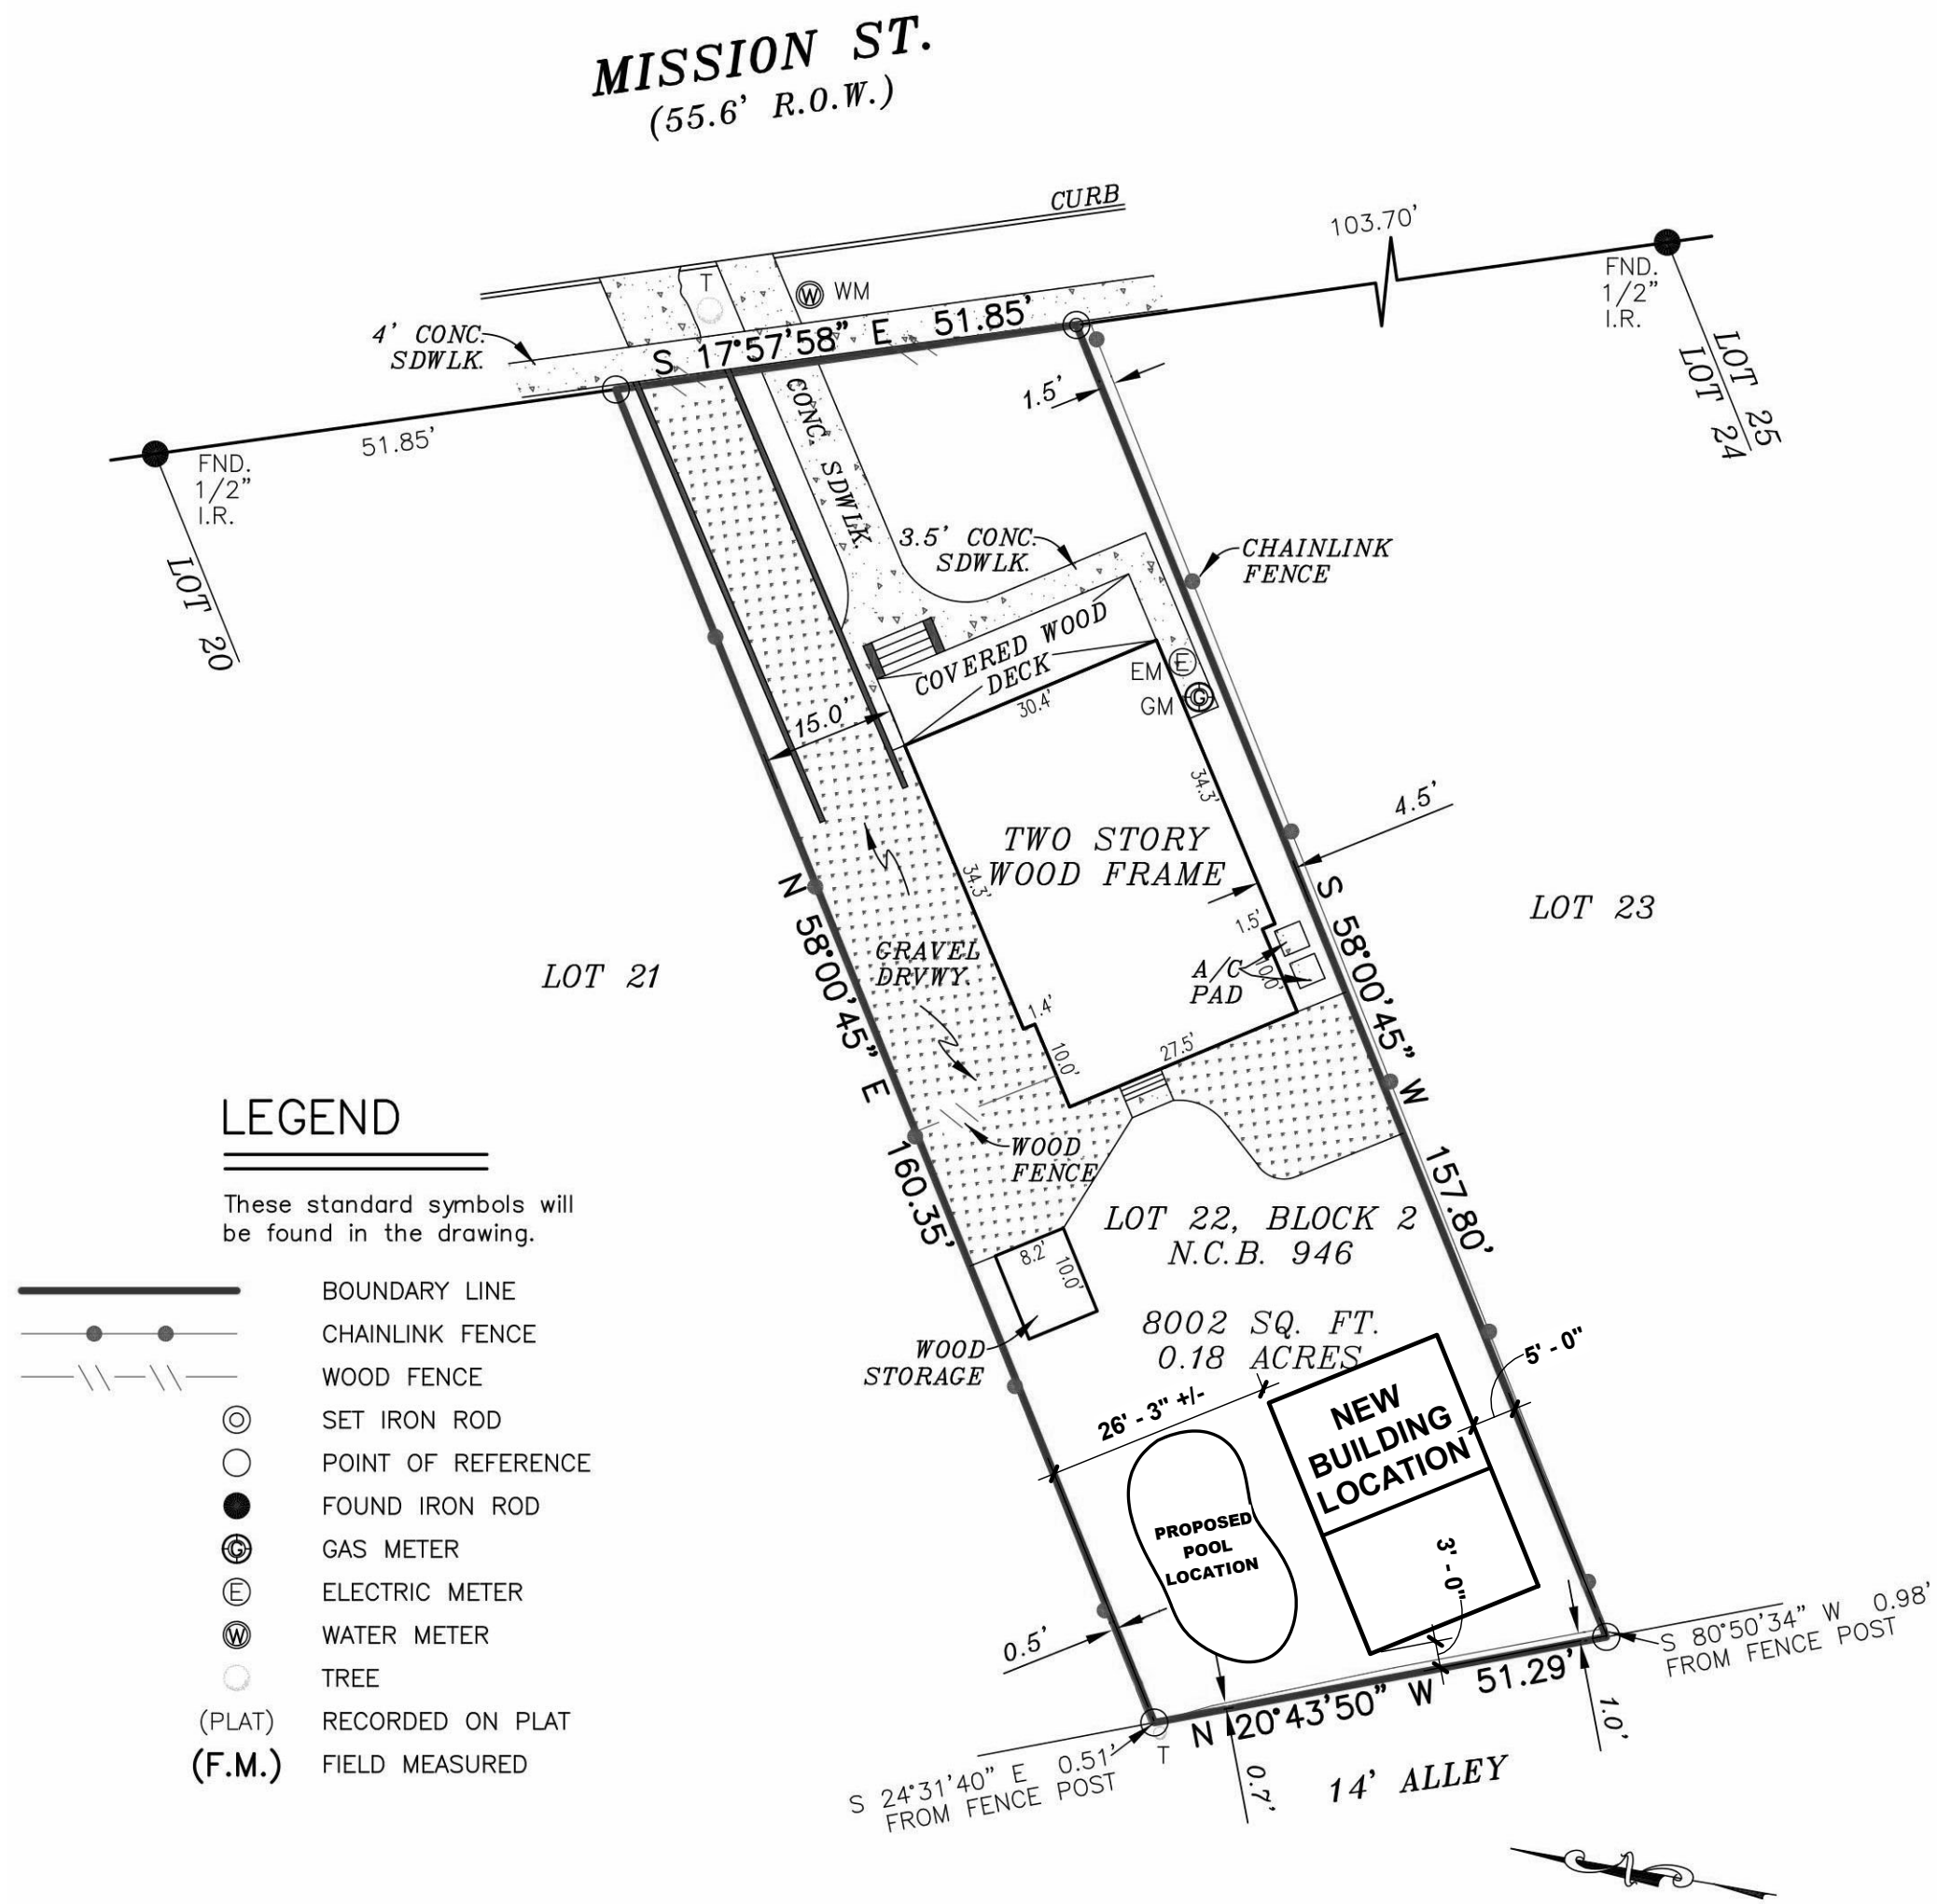 MISSION ST.
(55.6' R.O.W.)
CURB
103.70'
FND.
1/2"
I.R.
LOT 25
LOT 24
T
WM
4' CONC.
SDWLK.
S 17°57'58" E 51.85'
51.85'
FND.
1/2"
I.R.
LOT 20
1.5'
CONC. SDWLK.
3.5' CONC.
SDWLK.
CHAINLINK
FENCE
COVERED WOOD
DECK
30.4'
EM E
GM G
15.0'
34.3'
4.5'
TWO STORY
WOOD FRAME
34.3'
1.5'
A/C
PAD
10.0'
LOT 23
LOT 21
GRAVEL
DRVWY.
N 58°00'45" E 160.35'
S 58°00'45" W 157.80'
1.4'
10.0'
27.5'
WOOD
FENCE
LOT 22, BLOCK 2
N.C.B. 946
8.2'
10.0'
8002 SQ. FT.
0.18 ACRES
WOOD
STORAGE
5' - 0"
26' - 3" +/-
NEW
BUILDING
LOCATION
PROPOSED
POOL
LOCATION
3' - 0"
0.5'
S 80°50'34" W 0.98'
FROM FENCE POST
N 20°43'50" W 51.29'
T
S 24°31'40" E 0.51'
FROM FENCE POST
0.7'
1.0'
14' ALLEY
N
LEGEND
These standard symbols will
be found in the drawing.
BOUNDARY LINE
CHAINLINK FENCE
WOOD FENCE
SET IRON ROD
POINT OF REFERENCE
FOUND IRON ROD
G GAS METER
E ELECTRIC METER
W WATER METER
TREE
(PLAT) RECORDED ON PLAT
(F.M.) FIELD MEASURED